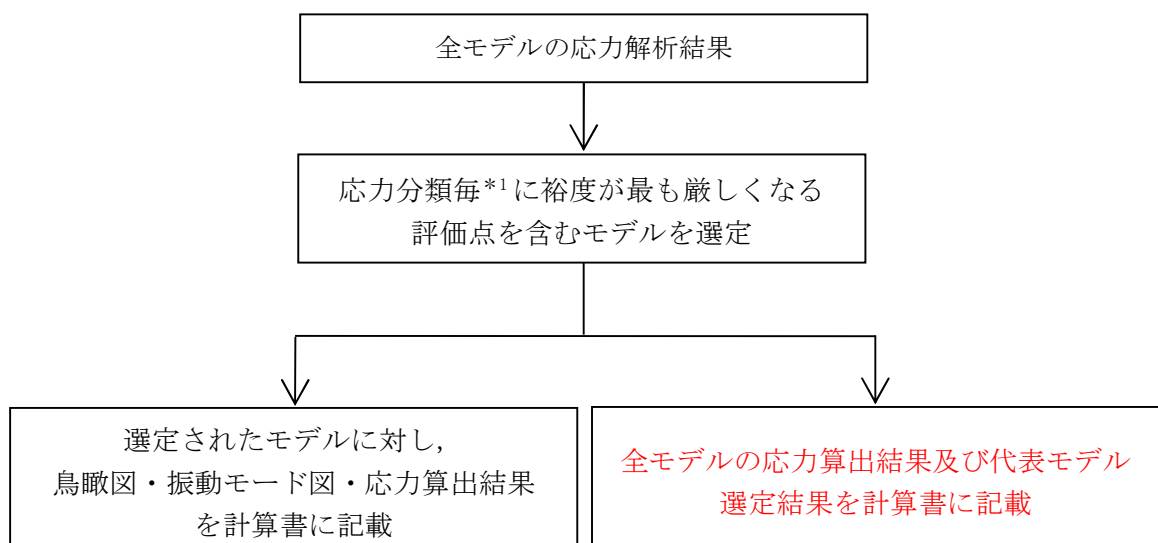 全モデルの応力解析結果
応力分類毎*1に裕度が最も厳しくなる
評価点を含むモデルを選定
選定されたモデルに対し,
鳥瞰図・振動モード図・応力算出結果
を計算書に記載
全モデルの応力算出結果及び代表モデル
選定結果を計算書に記載